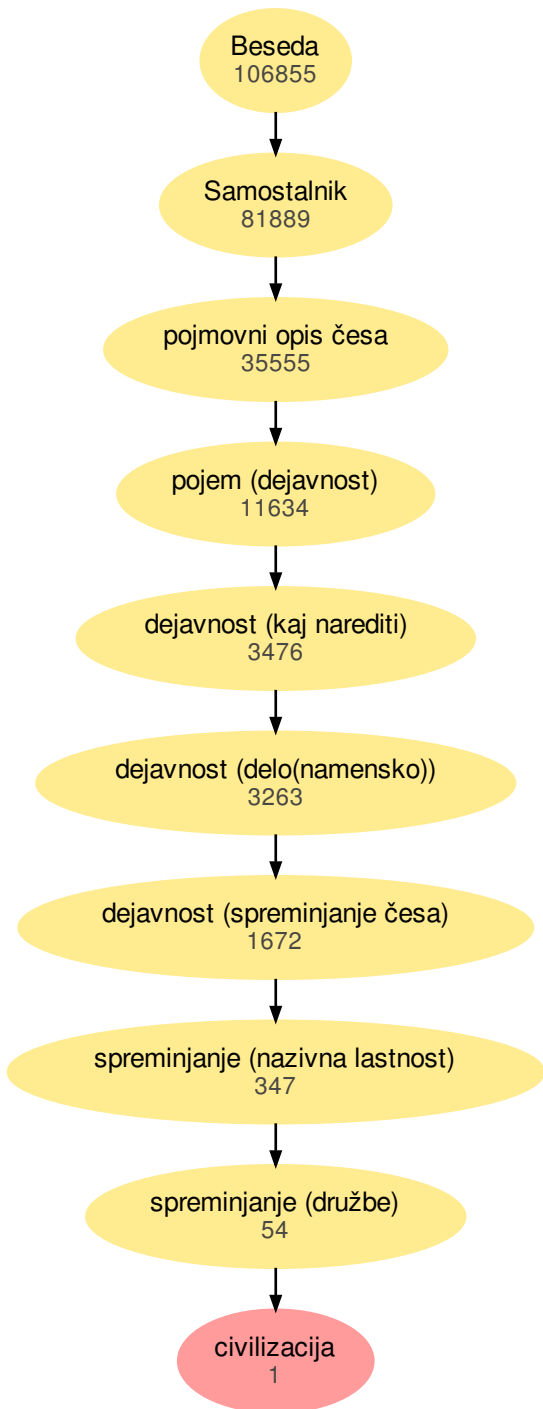 Beseda
106855
Samostalnik
81889
pojmovni opis česa
35555
pojem (dejavnost)
11634
dejavnost (kaj narediti)
3476
dejavnost (delo(namensko))
3263
dejavnost (spreminjanje česa)
1672
spreminjanje (nazivna lastnost)
347
spreminjanje (družbe)
54
civilizacija
1